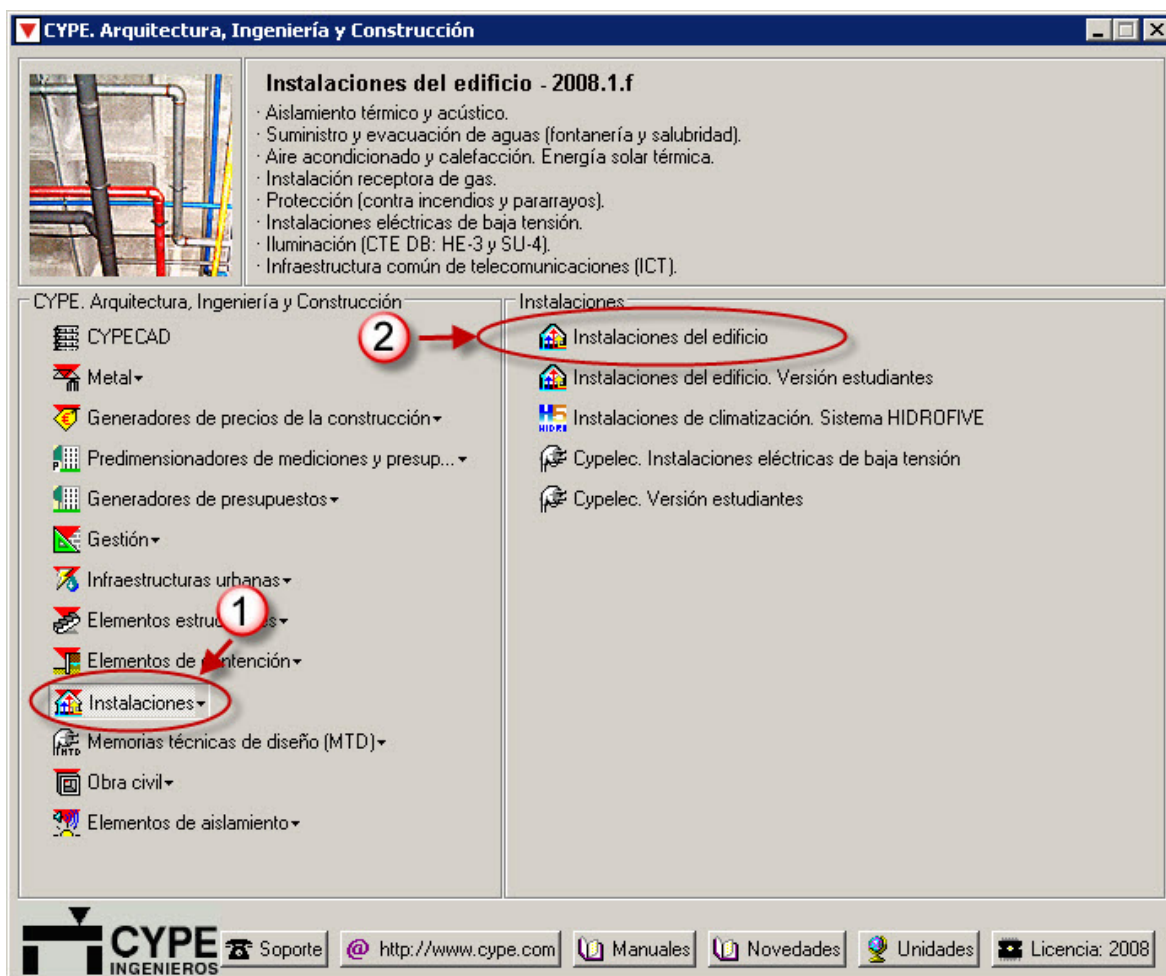 CYPE. Arquitectura, Ingeniería y Construcción
Instalaciones del edificio - 2008.1.f
· Aislamiento térmico y acústico.
· Suministro y evacuación de aguas (fontanería y salubridad).
· Aire acondicionado y calefacción. Energía solar térmica.
· Instalación receptora de gas.
· Protección (contra incendios y pararrayos).
· Instalaciones eléctricas de baja tensión.
· Iluminación (CTE DB: HE-3 y SU-4).
· Infraestructura común de telecomunicaciones (ICT).
CYPE. Arquitectura, Ingeniería y Construcción
CYPECAD
Metal
Generadores de precios de la construcción
Predimensionadores de mediciones y presup...
Generadores de presupuestos
Gestión
Infraestructuras urbanas
1
Elementos estruc es
Elementos de contención
Instalaciones
Memorias técnicas de diseño (MTD)
Obra civil
Elementos de aislamiento
Instalaciones
2
Instalaciones del edificio
Instalaciones del edificio. Versión estudiantes
Instalaciones de climatización. Sistema HIDROFIVE
Cypelec. Instalaciones eléctricas de baja tensión
Cypelec. Versión estudiantes
CYPE
INGENIEROS
Soporte
@ http://www.cype.com
Manuales
Novedades
Unidades
Licencia: 2008